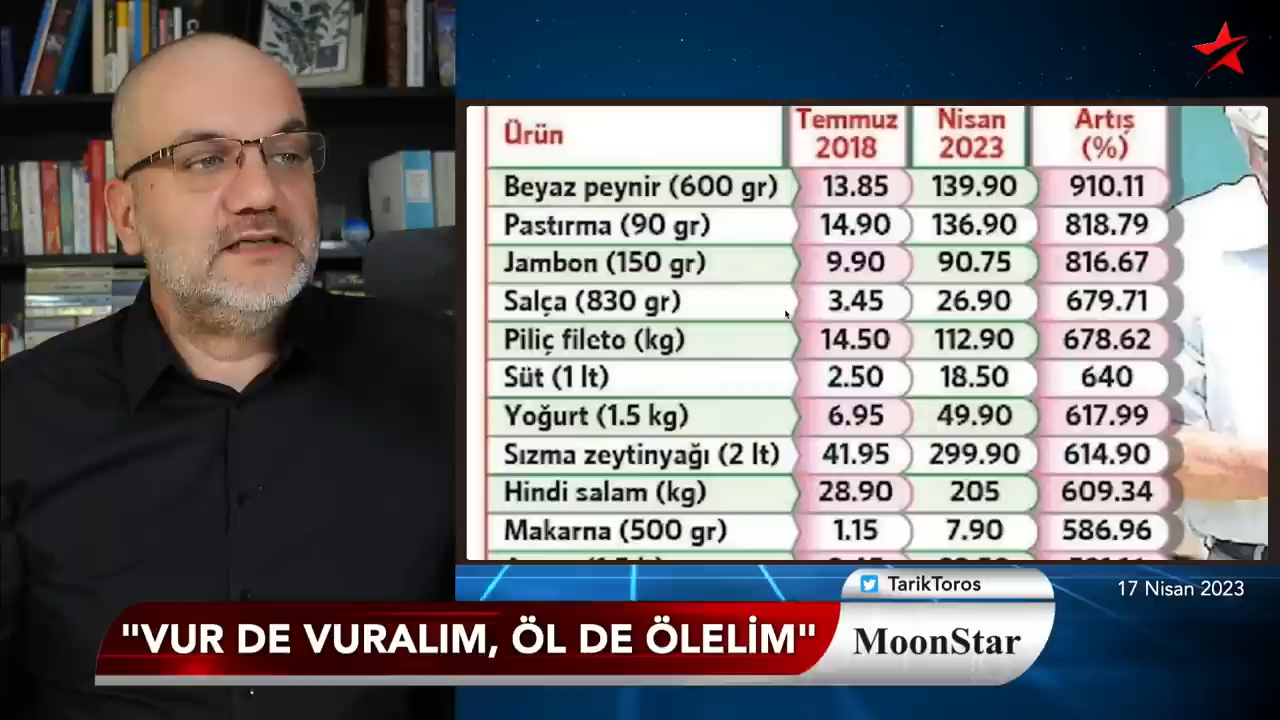 Ürün
Temmuz 2018
Nisan 2023
Artış (%)
Beyaz peynir (600 gr) 13.85 139.90 910.11
Pastırma (90 gr) 14.90 136.90 818.79
Jambon (150 gr) 9.90 90.75 816.67
Salça (830 gr) 3.45 26.90 679.71
Piliç fileto (kg) 14.50 112.90 678.62
Süt (1 lt) 2.50 18.50 640
Yoğurt (1.5 kg) 6.95 49.90 617.99
Sızma zeytinyağı (2 lt) 41.95 299.90 614.90
Hindi salam (kg) 28.90 205 609.34
Makarna (500 gr) 1.15 7.90 586.96
TarikToros
17 Nisan 2023
"VUR DE VURALIM, ÖL DE ÖLELİM"
MoonStar